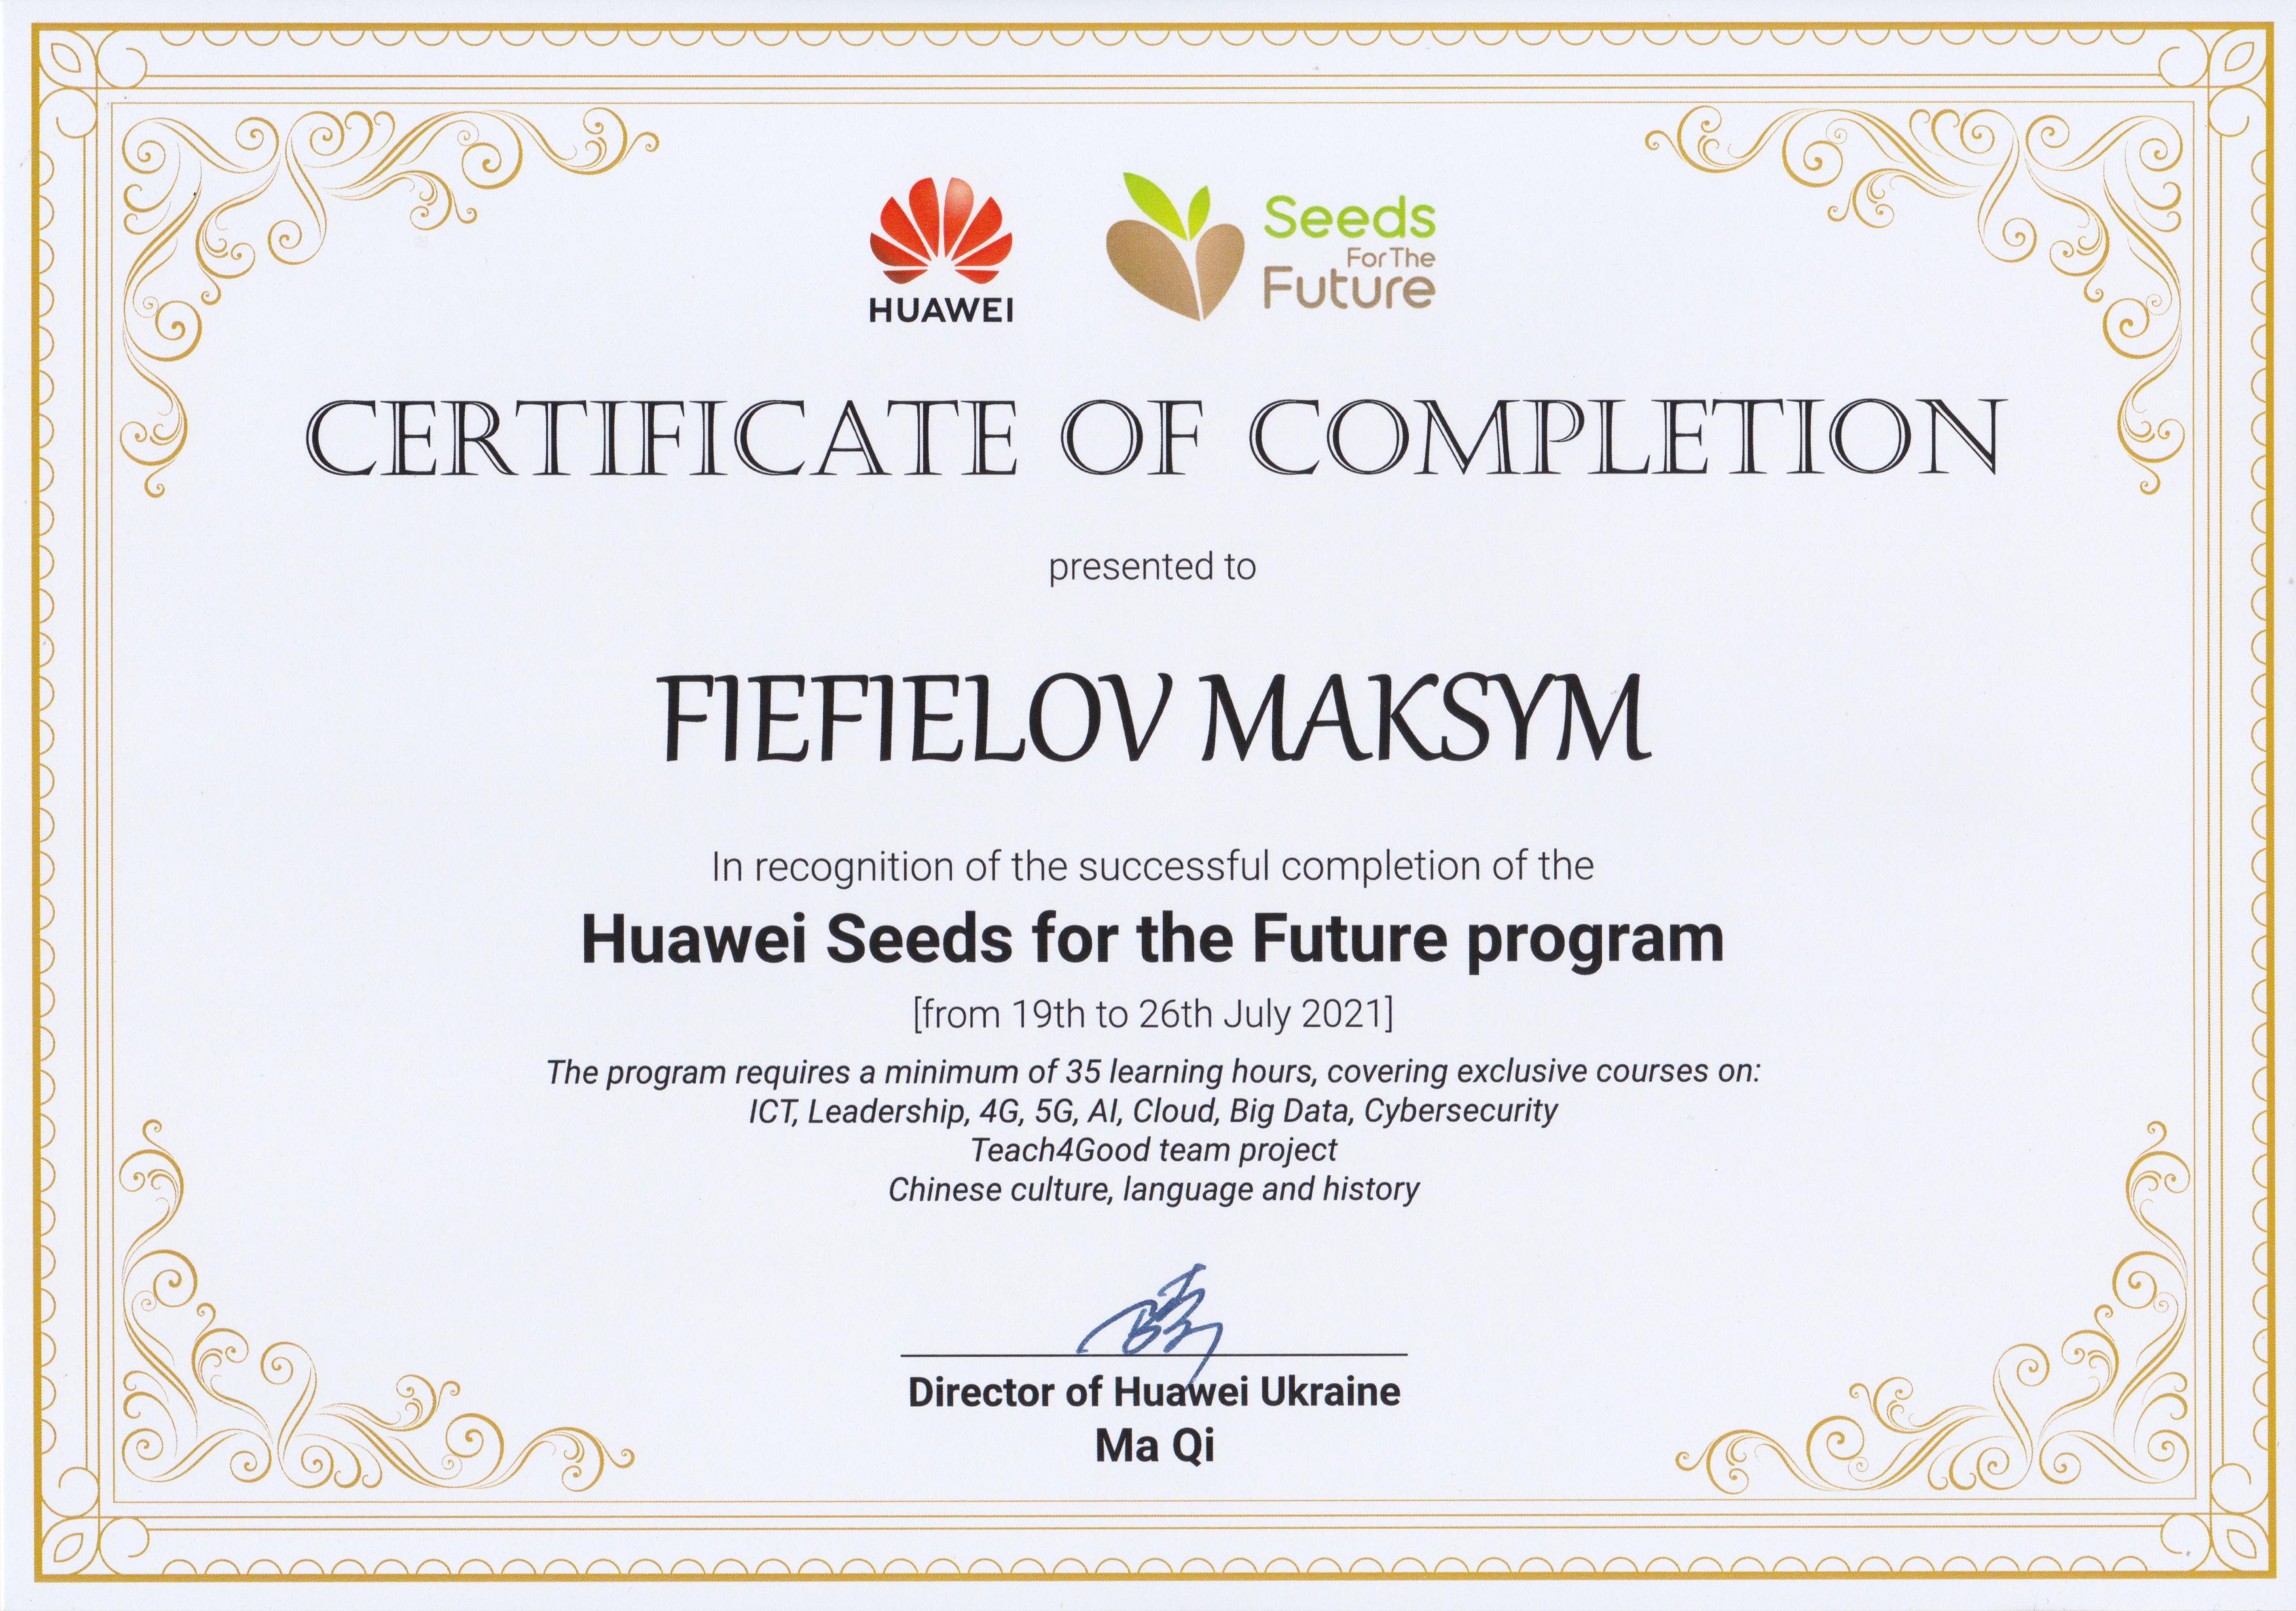 HUAWEI
Seeds
For The
Future
CERTIFICATE OF COMPLETION
presented to
FIEFIELOV MAKSYM
In recognition of the successful completion of the
Huawei Seeds for the Future program
[from 19th to 26th July 2021]
The program requires a minimum of 35 learning hours, covering exclusive courses on:
ICT, Leadership, 4G, 5G, AI, Cloud, Big Data, Cybersecurity
Teach4Good team project
Chinese culture, language and history
Director of Huawei Ukraine
Ma Qi